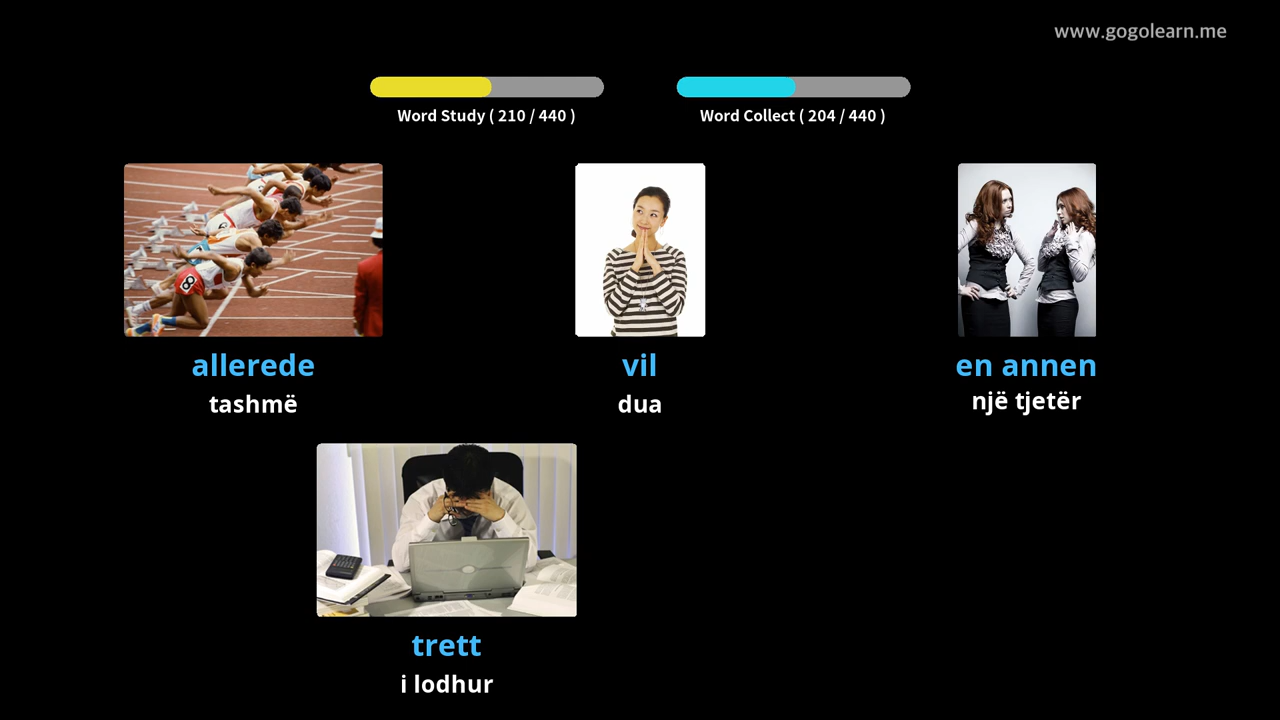 www.gogolearn.me
Word Study ( 210 / 440 )
Word Collect ( 204 / 440 )
8
allerede
tashmë
vil
dua
en annen
një tjetër
trett
i lodhur